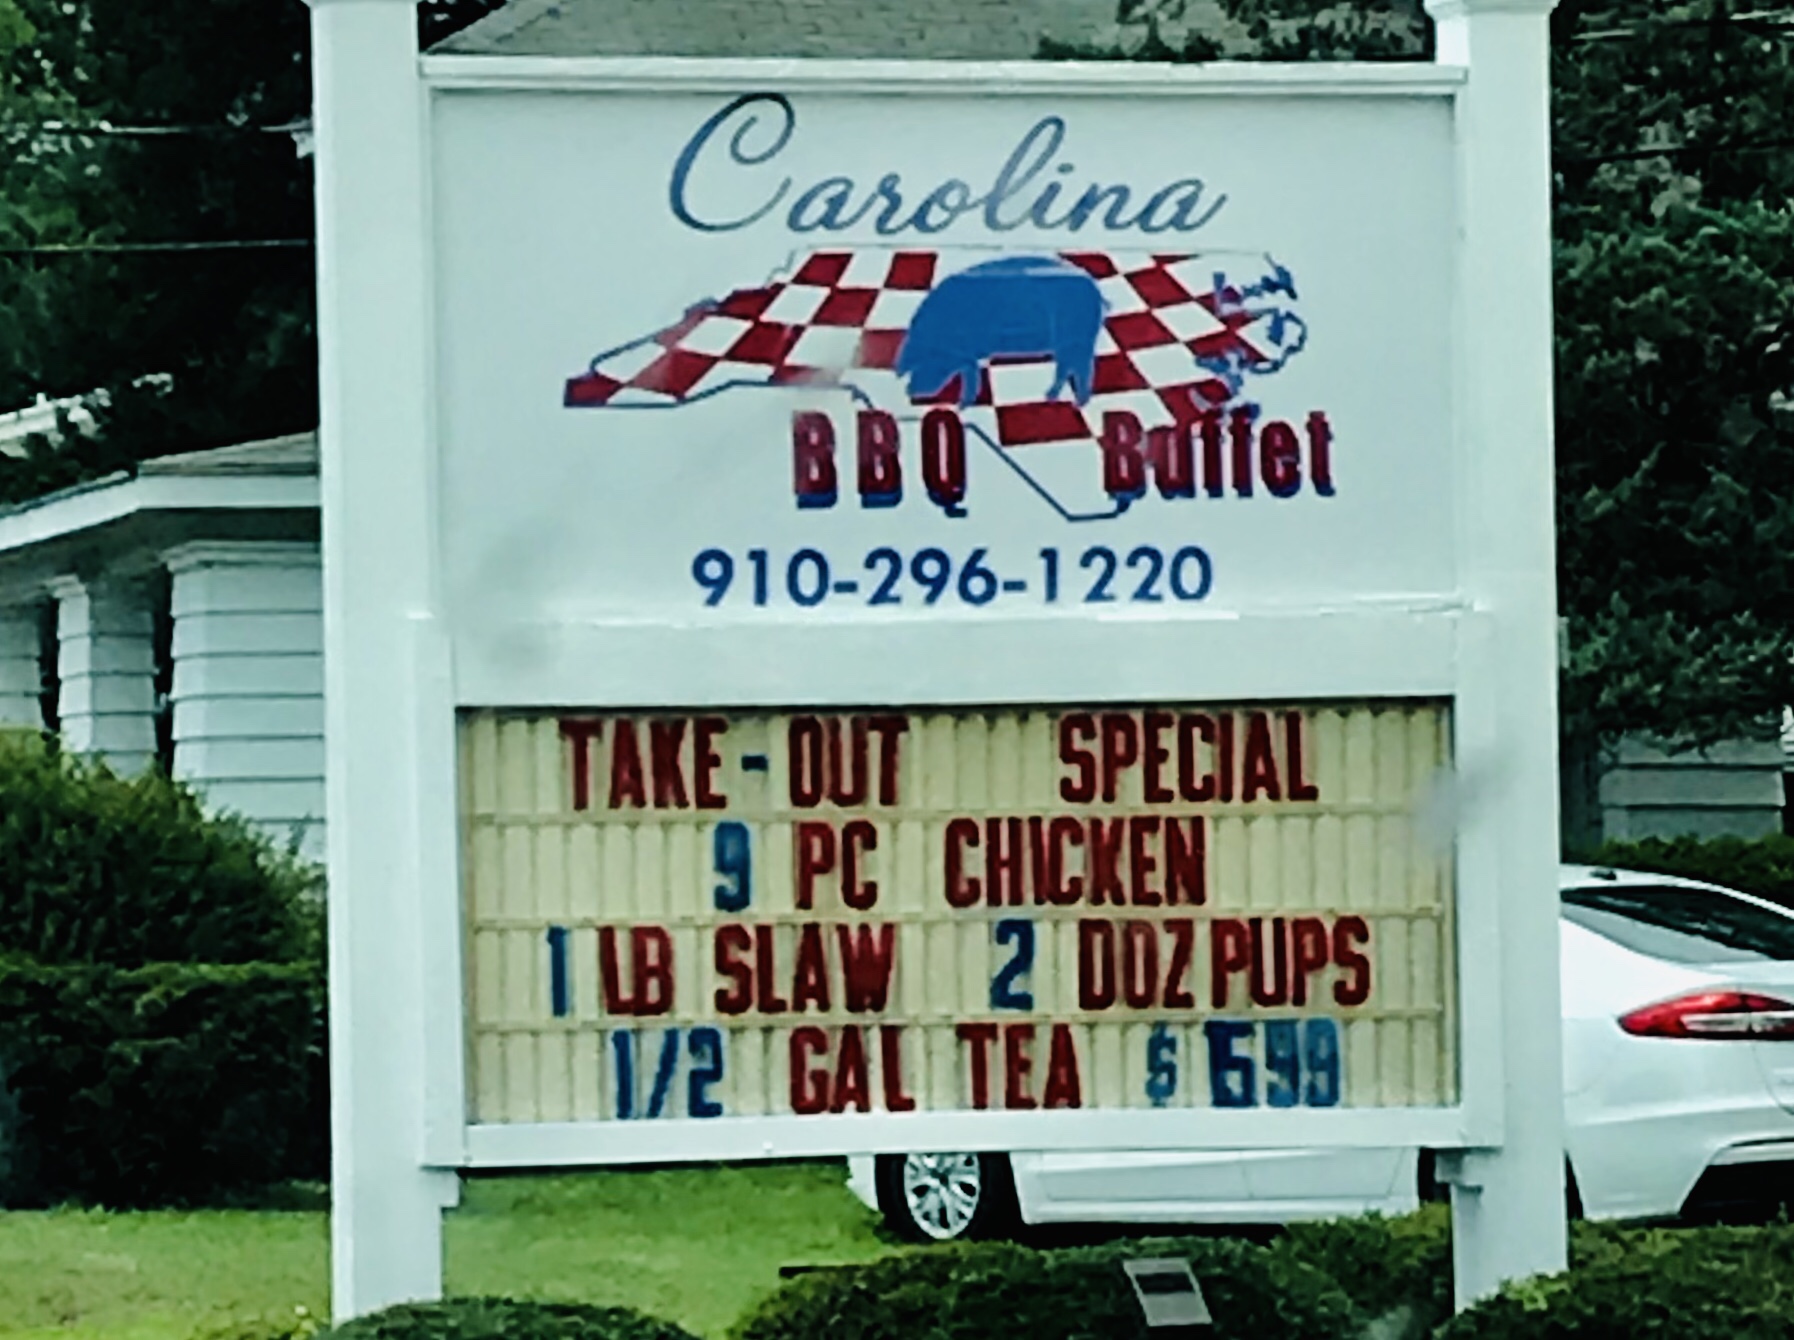 Carolina
BBQ Buffet
910-296-1220
TAKE-OUT SPECIAL
9 PC CHICKEN
1 LB SLAW 2 DOZ PUPS
1/2 GAL TEA $ 1599